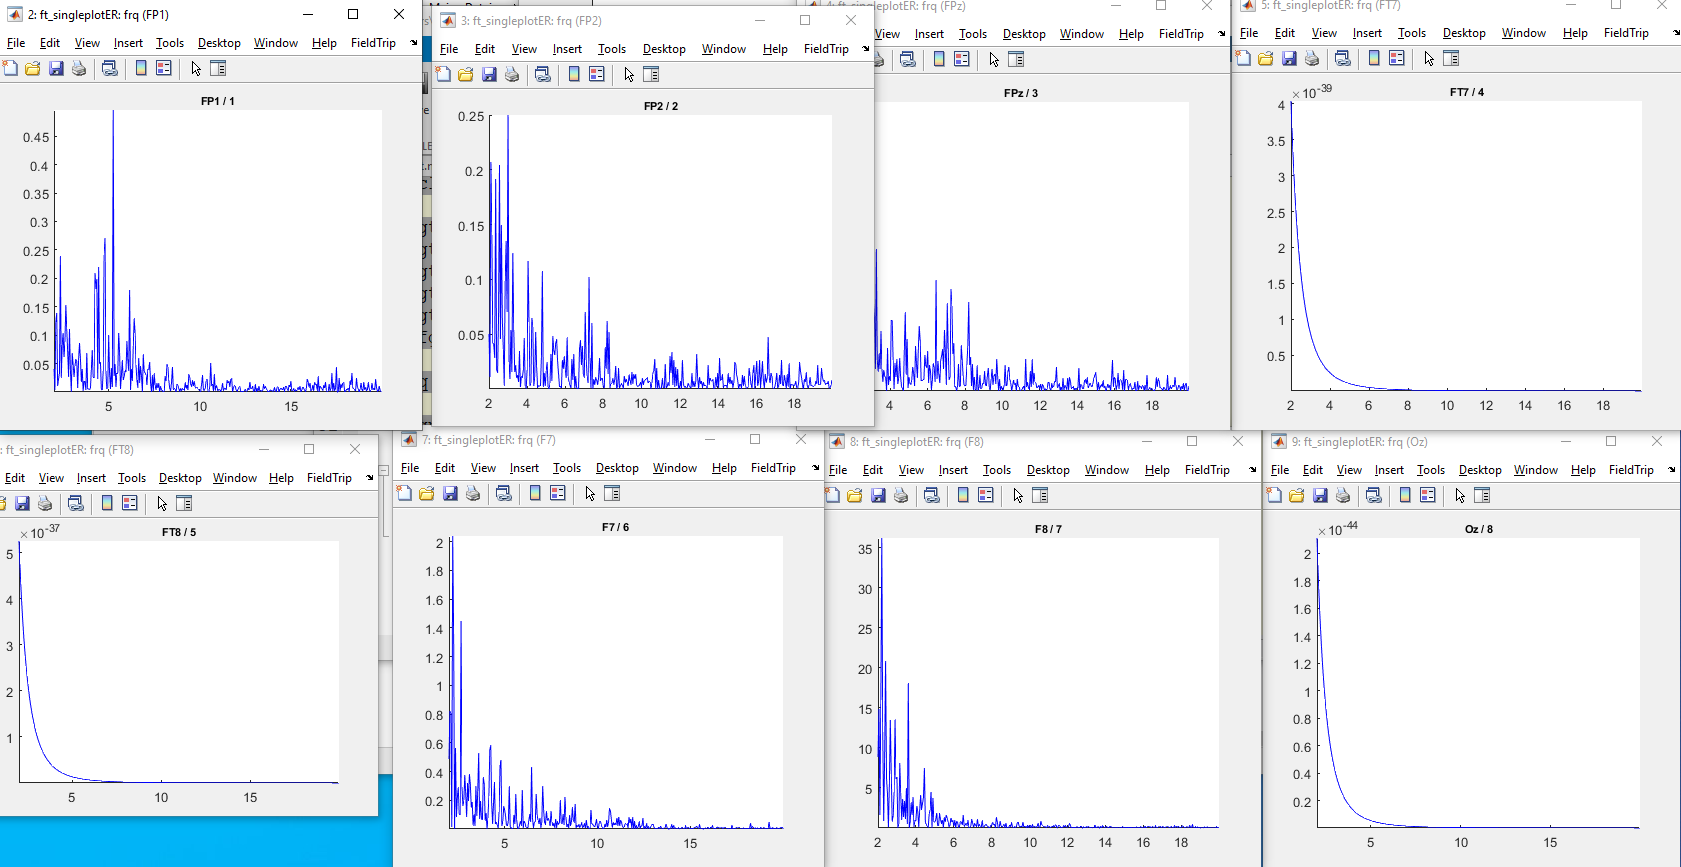 2: ft_singleplotER: frq (FP1)
File Edit View Insert Tools Desktop Window Help FieldTrip
FP1 / 1
0.45
0.4
0.35
0.3
0.25
0.2
0.15
0.1
0.05
5 10 15
3: ft_singleplotER: frq (FP2)
File Edit View Insert Tools Desktop Window Help FieldTrip
FP2 / 2
0.25
0.2
0.15
0.1
0.05
2 4 6 8 10 12 14 16 18
4: ft_singleplotER: frq (FPz)
View Insert Tools Desktop Window Help FieldTrip
FPz / 3
4 6 8 10 12 14 16 18
5: ft_singleplotER: frq (FT7)
File Edit View Insert Tools Desktop Window Help FieldTrip
×10-39
FT7 / 4
4
3.5
3
2.5
2
1.5
1
0.5
2 4 6 8 10 12 14 16 18
: ft_singleplotER: frq (FT8)
Edit View Insert Tools Desktop Window Help FieldTrip
×10-37
FT8 / 5
5
4
3
2
1
5 10 15
7: ft_singleplotER: frq (F7)
File Edit View Insert Tools Desktop Window Help FieldTrip
F7 / 6
2
1.8
1.6
1.4
1.2
1
0.8
0.6
0.4
0.2
5 10 15
8: ft_singleplotER: frq (F8)
File Edit View Insert Tools Desktop Window Help FieldTrip
F8 / 7
35
30
25
20
15
10
5
2 4 6 8 10 12 14 16 18
9: ft_singleplotER: frq (Oz)
File Edit View Insert Tools Desktop Window Help FieldTrip
×10-44
Oz / 8
2
1.8
1.6
1.4
1.2
1
0.8
0.6
0.4
0.2
5 10 15